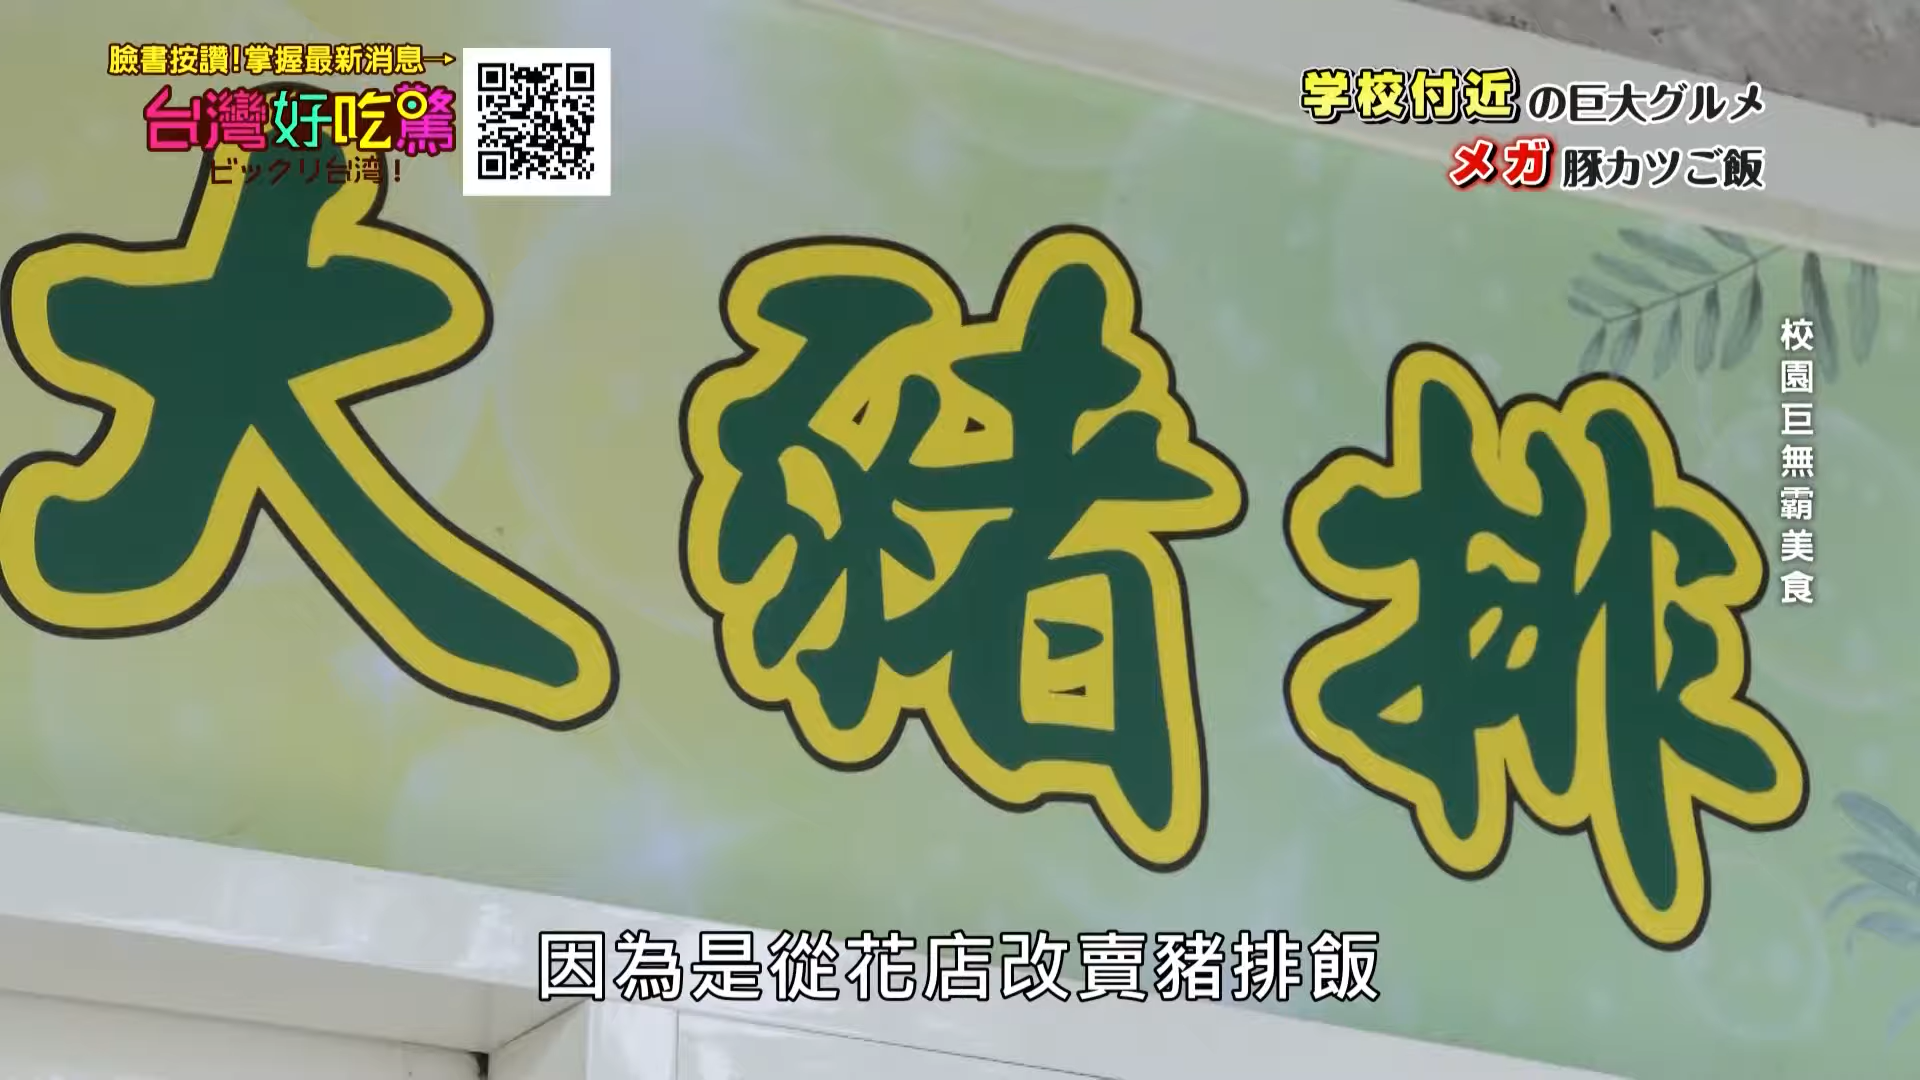 臉書按讚!掌握最新消息→
台灣好吃驚
ビックリ台湾!
学校付近の巨大グルメ
メガ豚カツご飯
校園巨無霸美食
大豬排
因為是從花店改賣豬排飯